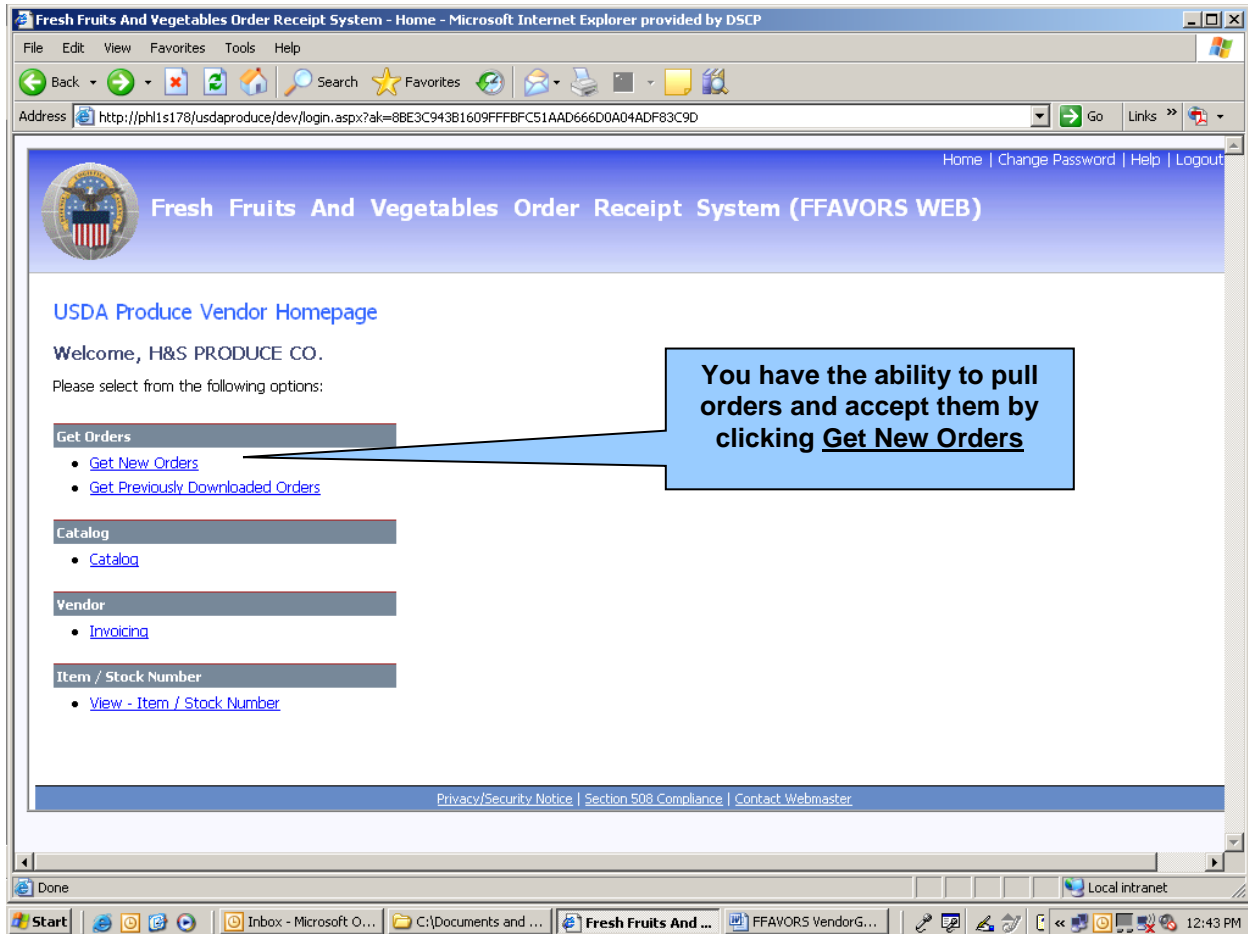 Fresh Fruits And Vegetables Order Receipt System - Home - Microsoft Internet Explorer provided by DSCP
File Edit View Favorites Tools Help
Back Search Favorites
Address http://phl1s178/usdaproduce/dev/login.aspx?ak=8BE3C943B1609FFFBFC51AAD666D0A04ADF83C9D Go Links »
Home | Change Password | Help | Logout
Fresh Fruits And Vegetables Order Receipt System (FFAVORS WEB)
USDA Produce Vendor Homepage
Welcome, H&S PRODUCE CO.
Please select from the following options:
You have the ability to pull
orders and accept them by
clicking Get New Orders
Get Orders
• Get New Orders
• Get Previously Downloaded Orders
Catalog
• Catalog
Vendor
• Invoicing
Item / Stock Number
• View - Item / Stock Number
Privacy/Security Notice | Section 508 Compliance | Contact Webmaster
Done Local intranet
Start Inbox - Microsoft O... C:\Documents and ... Fresh Fruits And ... FFAVORS VendorG... « 12:43 PM